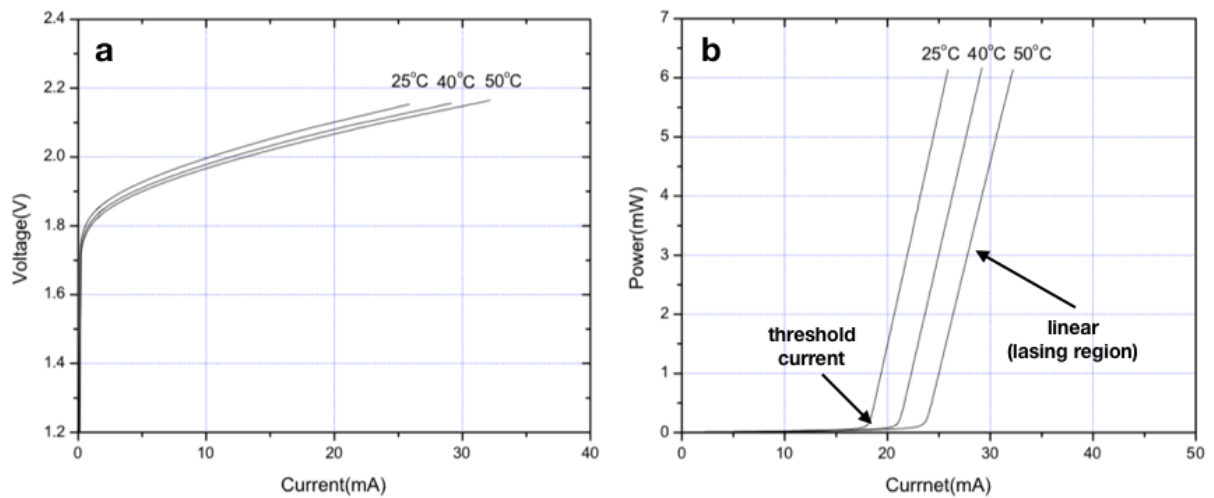 a
2.4
2.2
2.0
1.8
1.6
1.4
1.2
Voltage(V)
25°C 40°C 50°C
0 10 20 30 40
Current(mA)
b
7
6
5
4
3
2
1
0
Power(mW)
25°C 40°C 50°C
threshold
current
linear
(lasing region)
0 10 20 30 40 50
Currnet(mA)